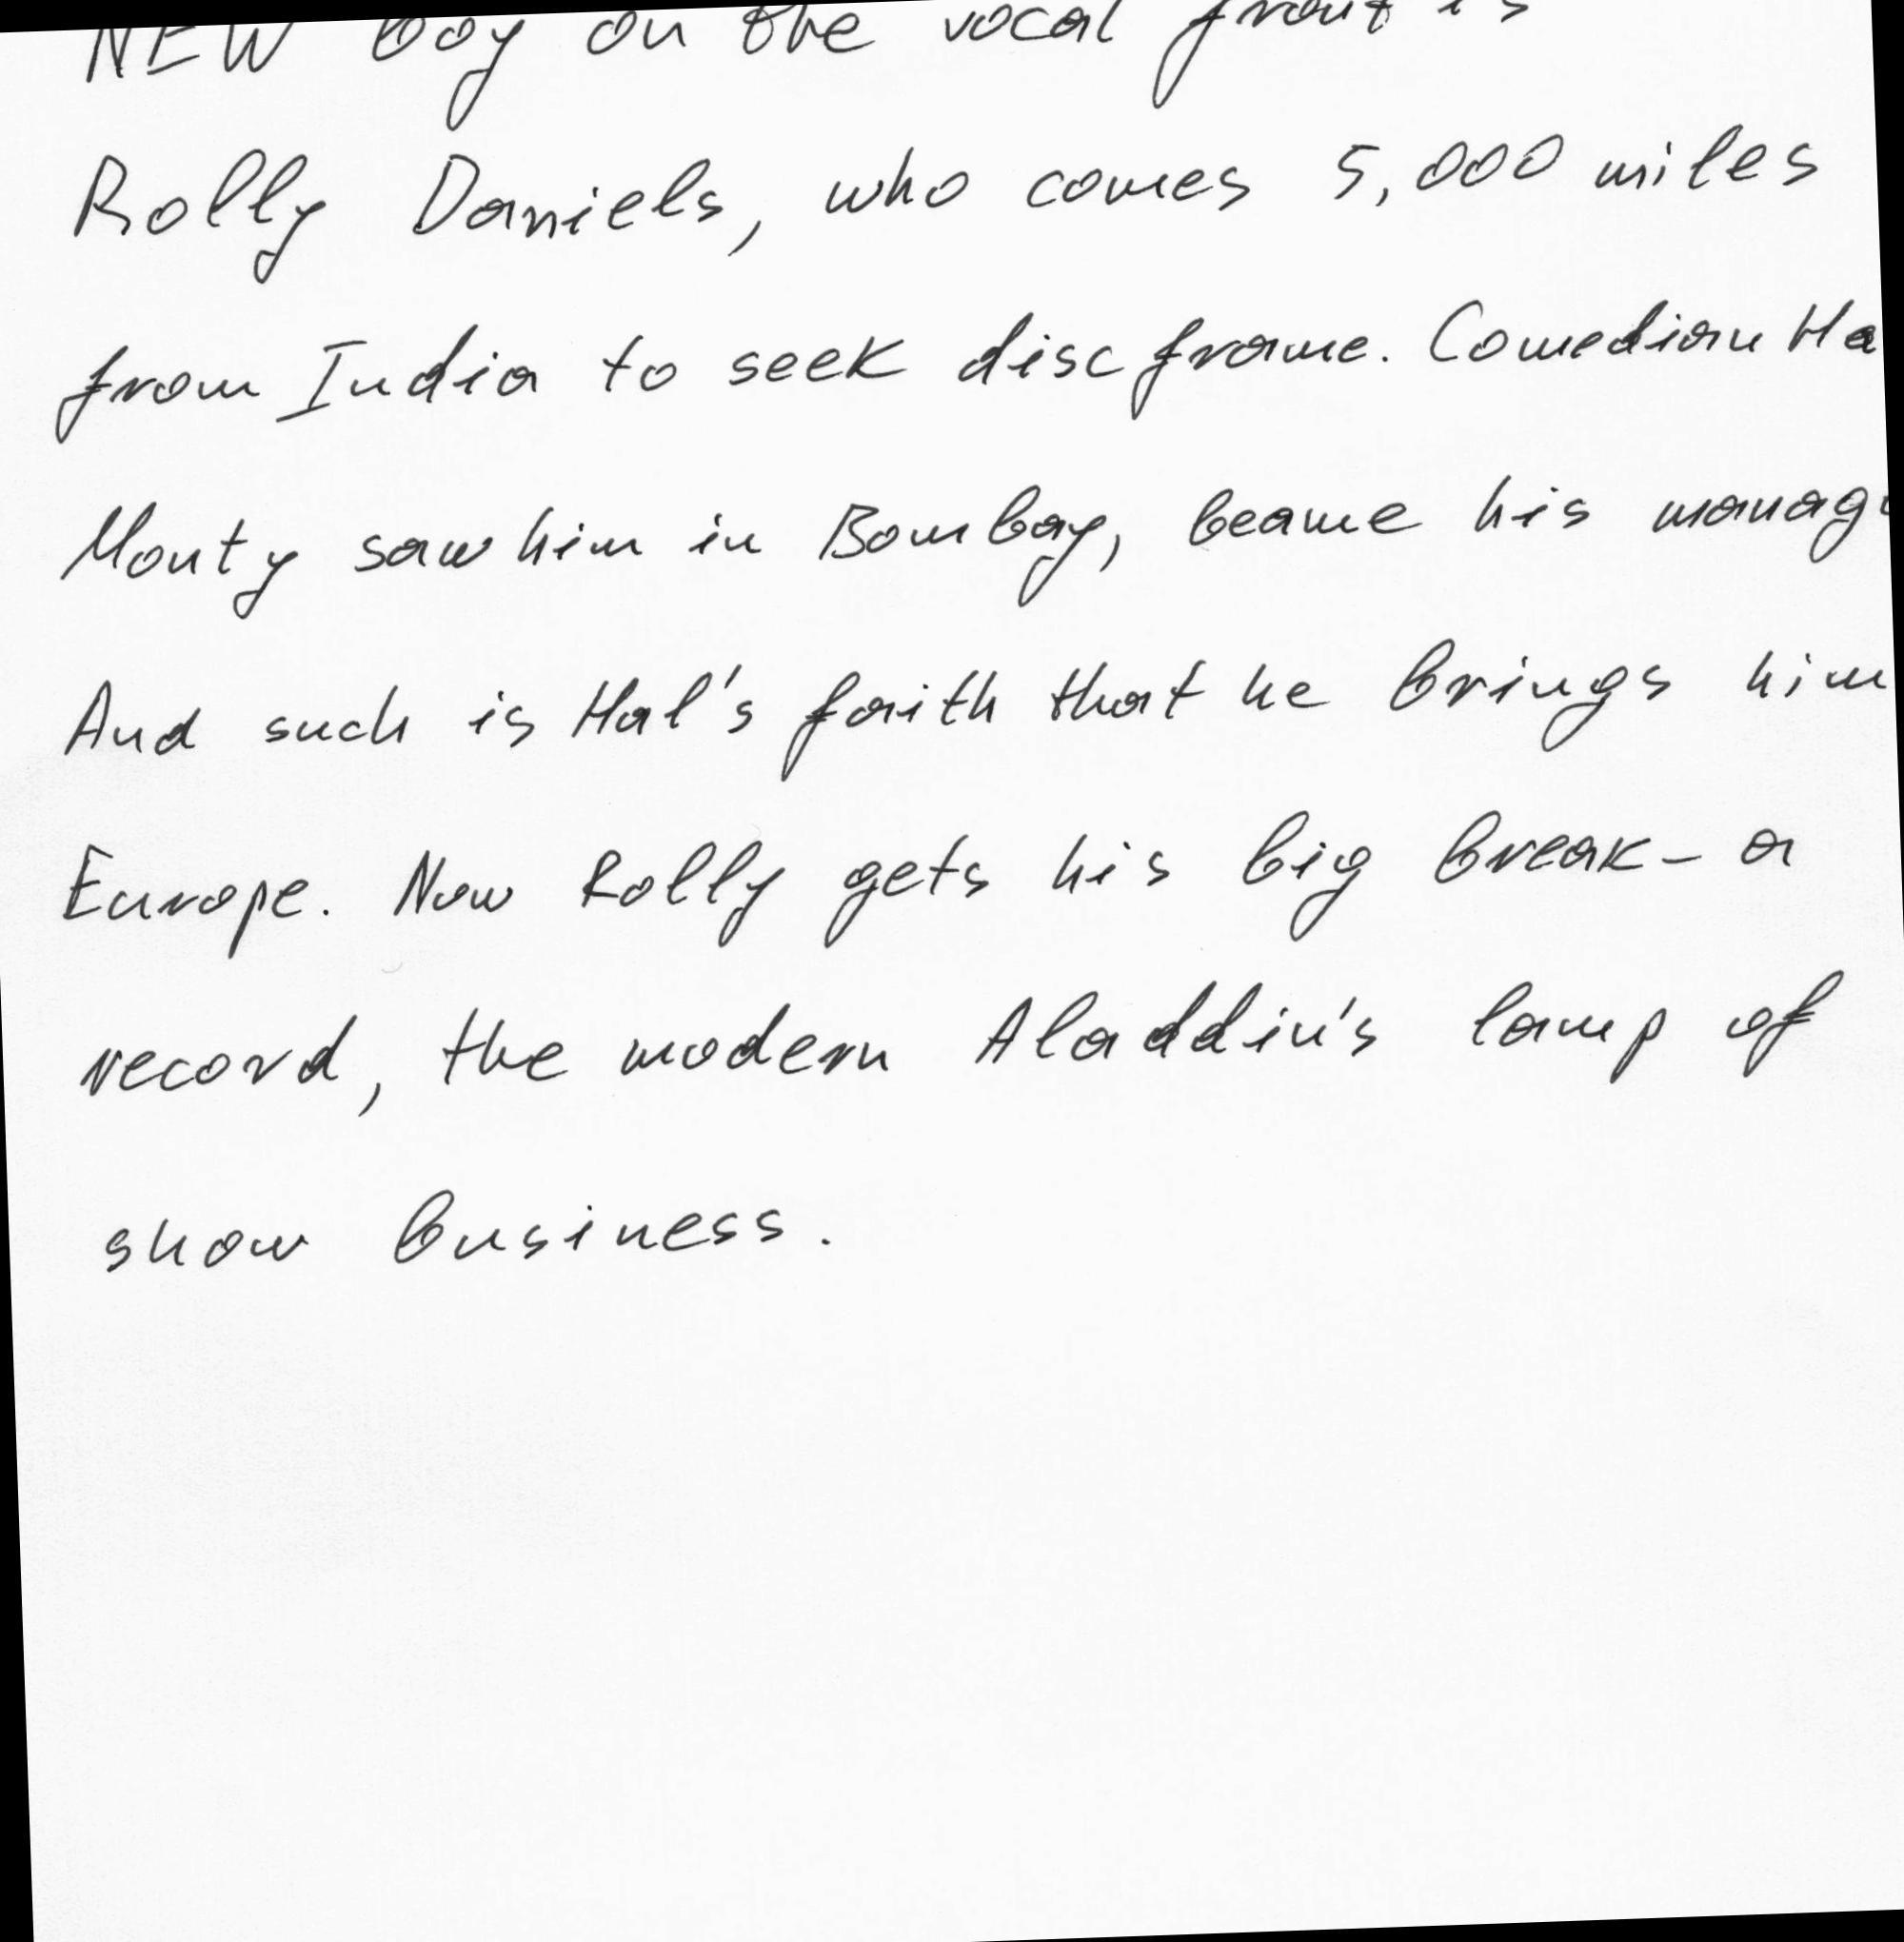 NEW boy on the vocal front is
Rolly Daniels, who comes 5,000 miles
from India to seek disc frame. Comedian Ha
Monty saw him in Bombay, beame his manag
And such is Hal's faith that he brings him
Europe. Now Rolly gets his big break - a
record, the modern Aladdin's lamp of
show business.